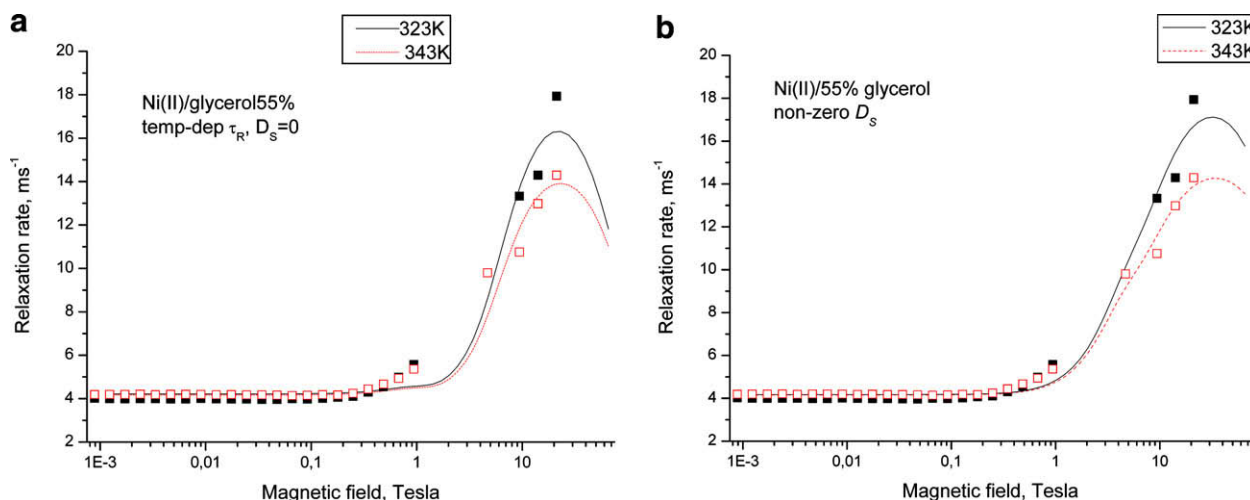 a
323K
343K
Ni(II)/glycerol55%
temp-dep τR, DS=0
Relaxation rate, ms-1
20
18
16
14
12
10
8
6
4
2
1E-3
0,01
0,1
1
10
Magnetic field, Tesla
b
323K
343K
Ni(II)/55% glycerol
non-zero DS
Relaxation rate, ms-1
20
18
16
14
12
10
8
6
4
2
1E-3
0,01
0,1
1
10
Magnetic field, Tesla